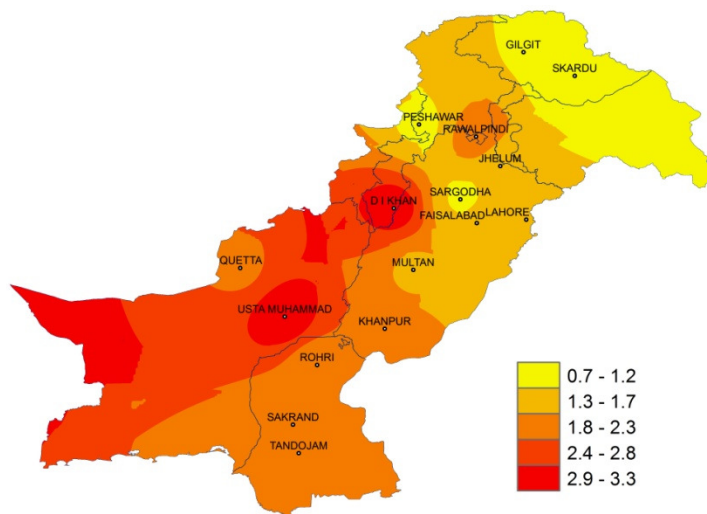 GILGIT
SKARDU
PESHAWAR
RAWALPINDI
JHELUM
SARGODHA
D I KHAN
FAISALABAD
LAHORE
QUETTA
MULTAN
USTA MUHAMMAD
KHANPUR
ROHRI
SAKRAND
TANDOJAM
0.7 - 1.2
1.3 - 1.7
1.8 - 2.3
2.4 - 2.8
2.9 - 3.3